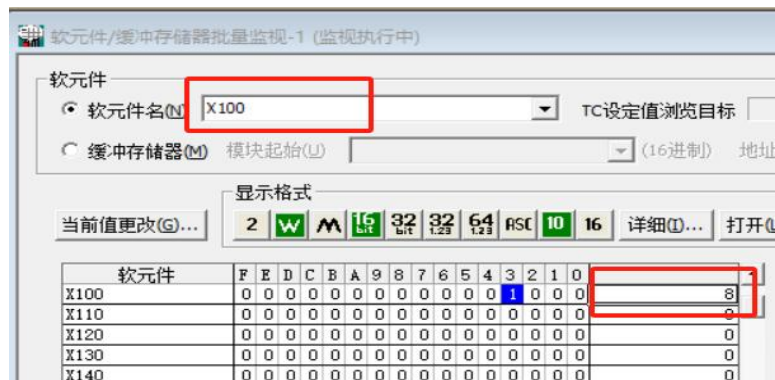 软元件/缓冲存储器批量监视-1 (监视执行中)
软元件
软元件名(N) X100 TC设定值浏览目标
缓冲存储器(M) 模块起始(U) (16进制) 地址
显示格式
当前值更改(G)... 2 W M 16bit 32bit 32 1.23 64 1.23 ASC 10 16 详细(I)... 打开(
软元件 F E D C B A 9 8 7 6 5 4 3 2 1 0
X100 0 0 0 0 0 0 0 0 0 0 0 0 1 0 0 0 8
X110 0 0 0 0 0 0 0 0 0 0 0 0 0 0 0 0 0
X120 0 0 0 0 0 0 0 0 0 0 0 0 0 0 0 0 0
X130 0 0 0 0 0 0 0 0 0 0 0 0 0 0 0 0 0
X140 0 0 0 0 0 0 0 0 0 0 0 0 0 0 0 0 0